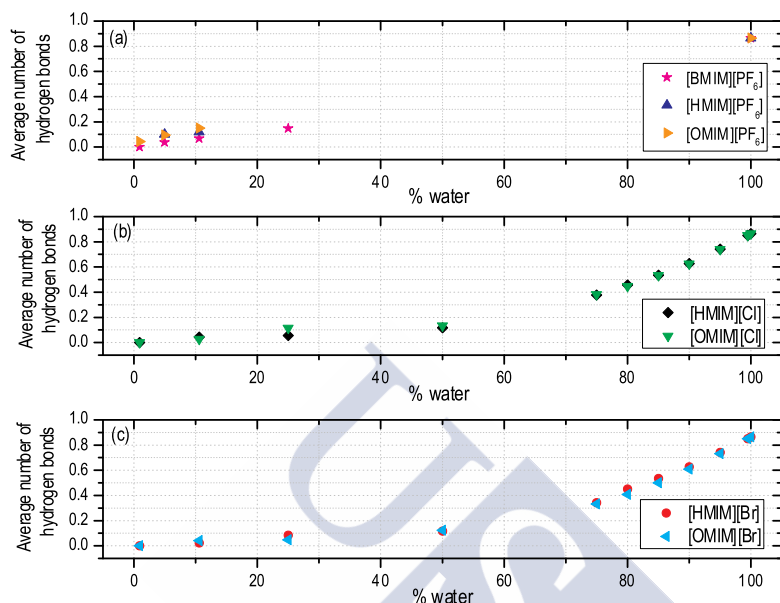 (a)
Average number of
hydrogen bonds
1.0
0.8
0.6
0.4
0.2
0.0
[BMIM][PF6]
[HMIM][PF6]
[OMIM][PF6]
0 20 40 60 80 100
% water
(b)
Average number of
hydrogen bonds
1.0
0.8
0.6
0.4
0.2
0.0
[HMIM][Cl]
[OMIM][Cl]
0 20 40 60 80 100
% water
(c)
Average number of
hydrogen bonds
1.0
0.8
0.6
0.4
0.2
0.0
[HMIM][Br]
[OMIM][Br]
0 20 40 60 80 100
% water